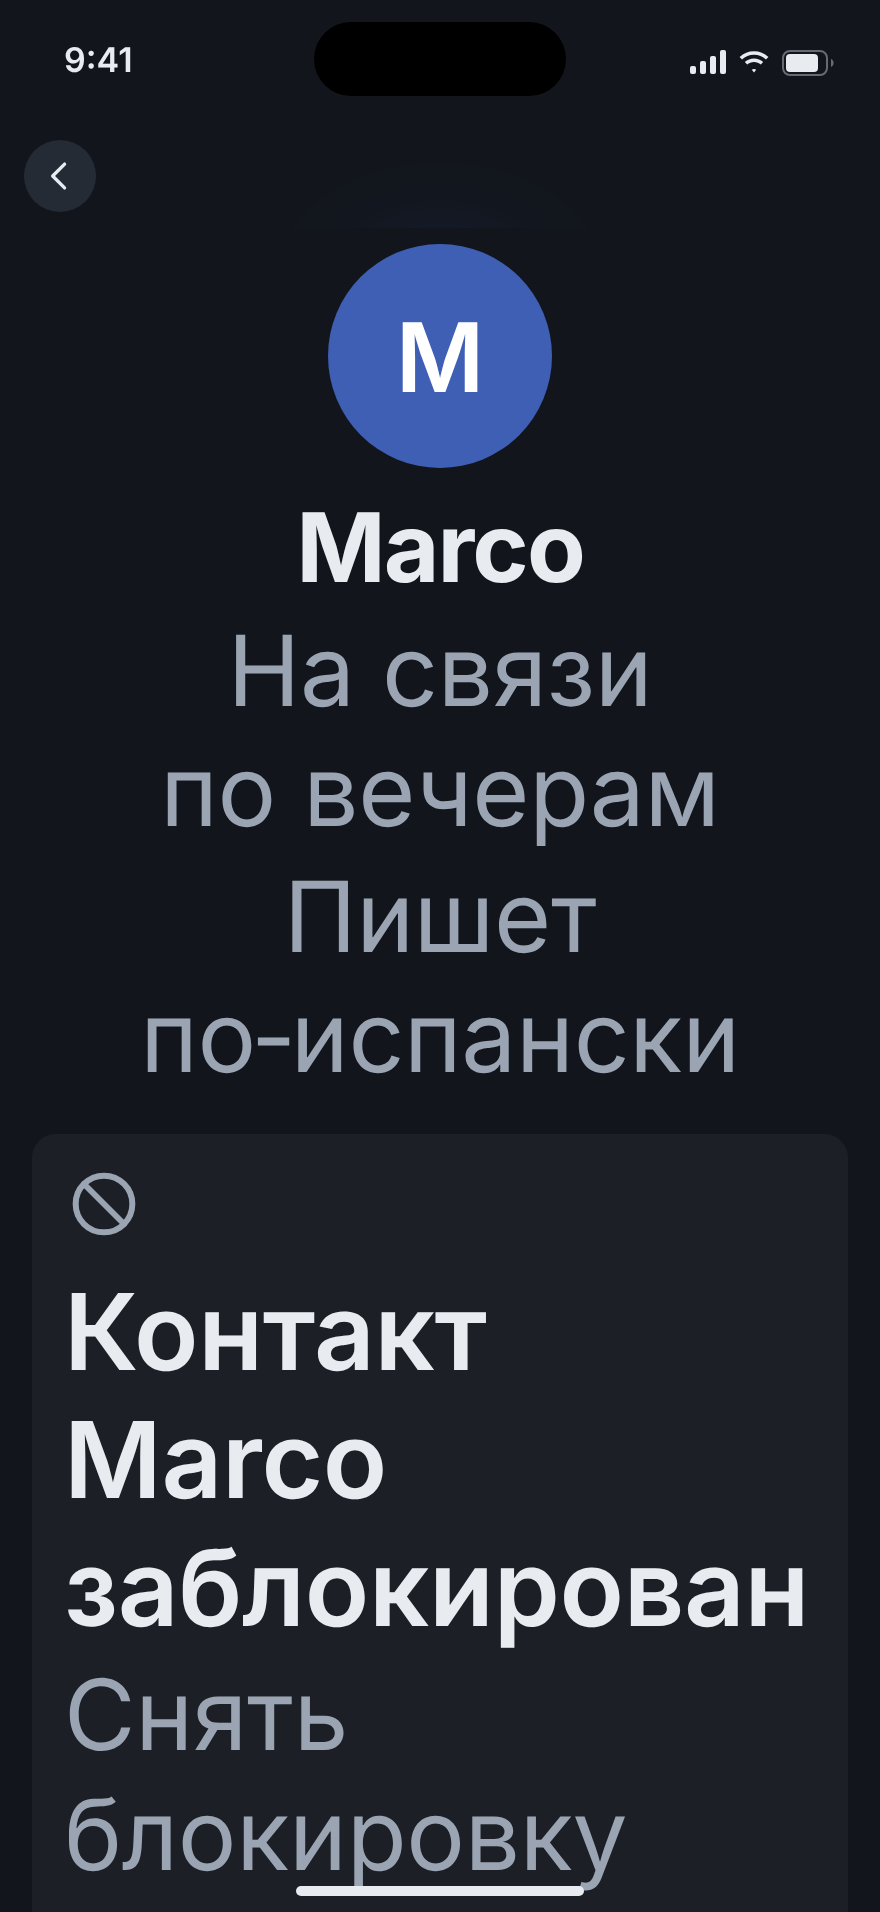 9:41
M
Marco
На связи
по вечерам
Пишет
по-испански
Контакт
Marco
заблокирован
Снять
блокировку